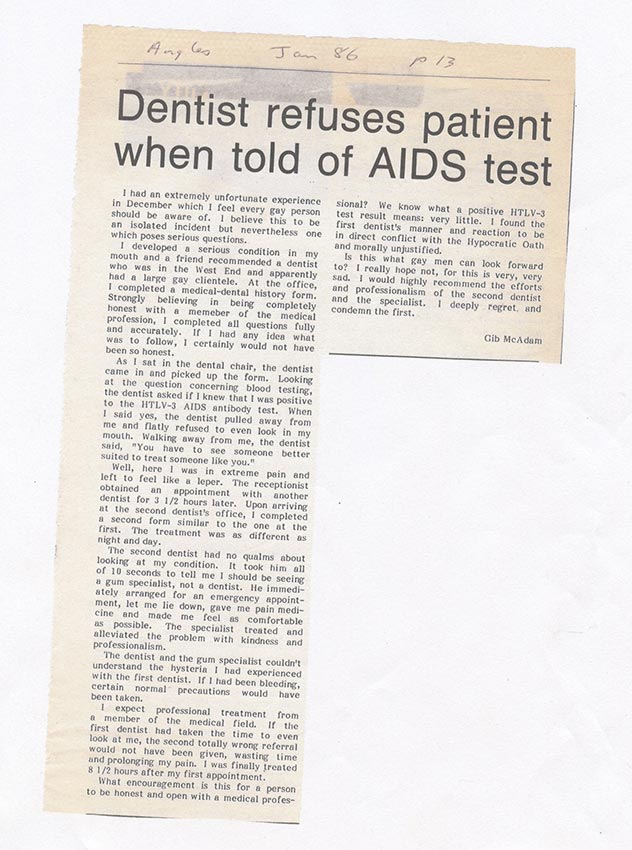 Angles Jan 86 p 13
Dentist refuses patient
when told of AIDS test
I had an extremely unfortunate experience
in December which I feel every gay person
should be aware of. I believe this to be
an isolated incident but nevertheless one
which poses serious questions.
I developed a serious condition in my
mouth and a friend recommended a dentist
who was in the West End and apparently
had a large gay clientele. At the office,
I completed a medical-dental history form.
Strongly believing in being completely
honest with a memeber of the medical
profession, I completed all questions fully
and accurately. If I had any idea what
was to follow, I certainly would not have
been so honest.
As I sat in the dental chair, the dentist
came in and picked up the form. Looking
at the question concerning blood testing,
the dentist asked if I knew that I was positive
to the HTLV-3 AIDS antibody test. When
I said yes, the dentist pulled away from
me and flatly refused to even look in my
mouth. Walking away from me, the dentist
said, "You have to see someone better
suited to treat someone like you."
Well, here I was in extreme pain and
left to feel like a leper. The receptionist
obtained an appointment with another
dentist for 3 1/2 hours later. Upon arriving
at the second dentist's office, I completed
a second form similar to the one at the
first. The treatment was as different as
night and day.
The second dentist had no qualms about
looking at my condition. It took him all
of 10 seconds to tell me I should be seeing
a gum specialist, not a dentist. He immedi-
ately arranged for an emergency appoint-
ment, let me lie down, gave me pain medi-
cine and made me feel as comfortable
as possible. The specialist treated and
alleviated the problem with kindness and
professionalism.
The dentist and the gum specialist couldn't
understand the hysteria I had experienced
with the first dentist. If I had been bleeding,
certain normal precautions would have
been taken.
I expect professional treatment from
a member of the medical field. If the
first dentist had taken the time to even
look at me, the second totally wrong referral
would not have been given, wasting time
and prolonging my pain. I was finally treated
8 1/2 hours after my first appointment.
What encouragement is this for a person
to be honest and open with a medical profes-
sional? We know what a positive HTLV-3
test result means: very little. I found the
first dentist's manner and reaction to be
in direct conflict with the Hypocratic Oath
and morally unjustified.
Is this what gay men can look forward
to? I really hope not, for this is very, very
sad. I would highly recommend the efforts
and professionalism of the second dentist
and the specialist. I deeply regret and
condemn the first.
Gib McAdam